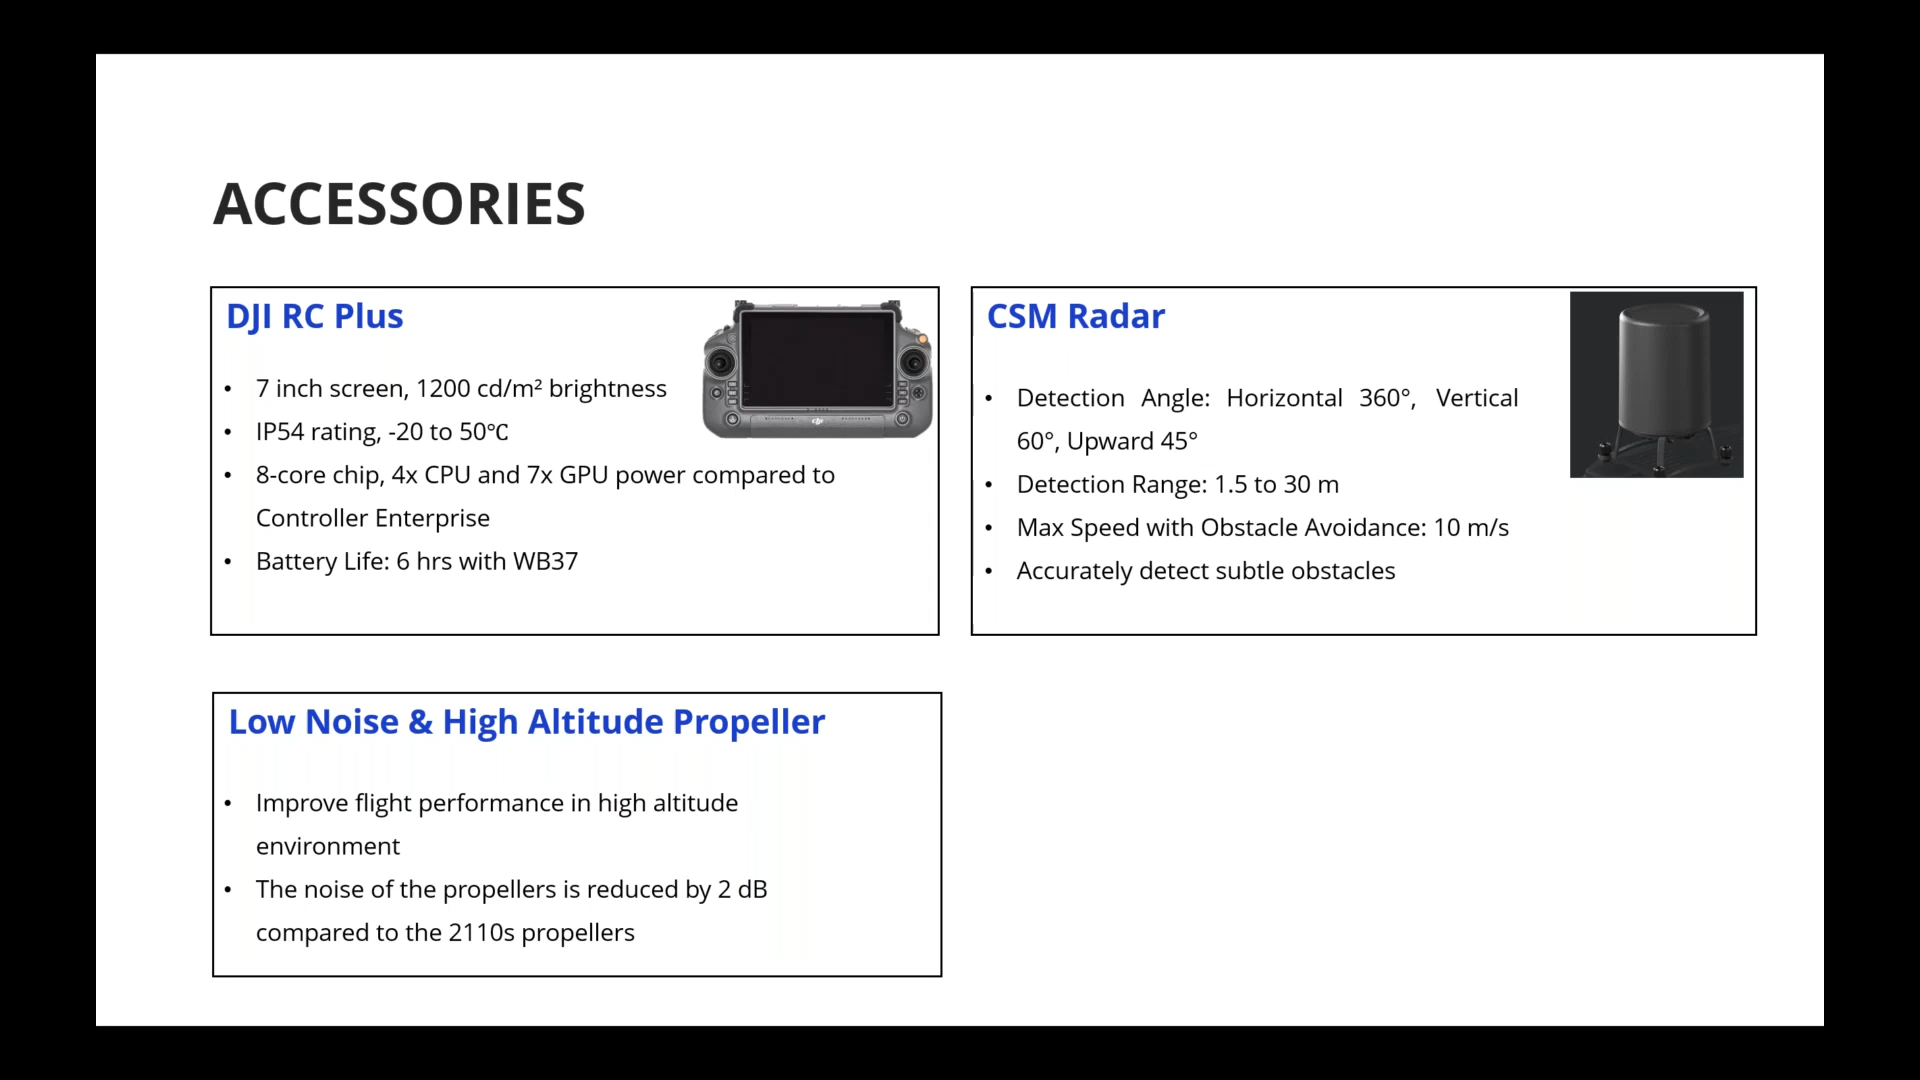 ACCESSORIES
DJI RC Plus
• 7 inch screen, 1200 cd/m² brightness
• IP54 rating, -20 to 50℃
• 8-core chip, 4x CPU and 7x GPU power compared to
Controller Enterprise
• Battery Life: 6 hrs with WB37
CSM Radar
• Detection Angle: Horizontal 360°, Vertical
60°, Upward 45°
• Detection Range: 1.5 to 30 m
• Max Speed with Obstacle Avoidance: 10 m/s
• Accurately detect subtle obstacles
Low Noise & High Altitude Propeller
• Improve flight performance in high altitude
environment
• The noise of the propellers is reduced by 2 dB
compared to the 2110s propellers